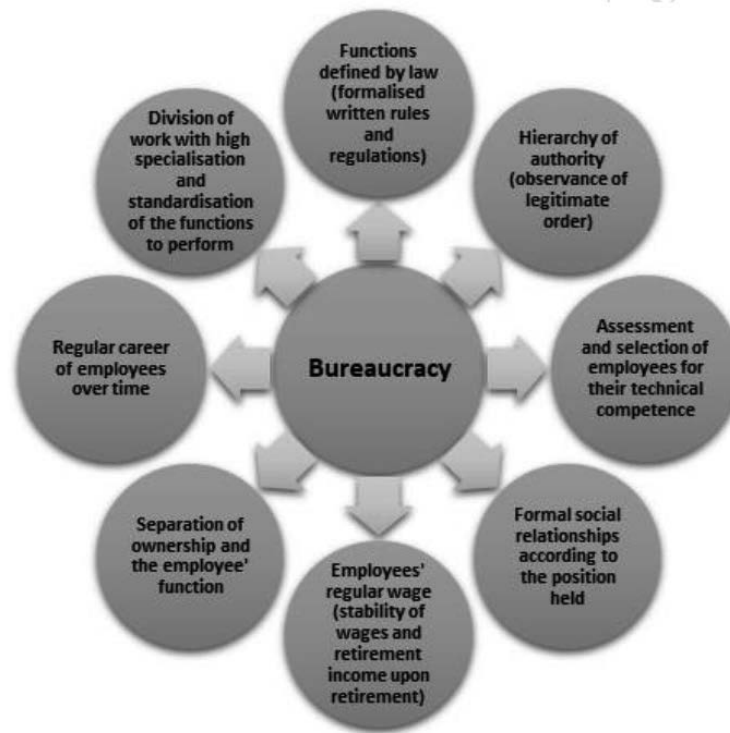 Functions
defined by law
(formalised
written rules
and
regulations)
Hierarchy of
authority
(observance of
legitimate
order)
Assessment
and selection of
employees for
their technical
competence
Formal social
relationships
according to
the position
held
Employees'
regular wage
(stability of
wages and
retirement
income upon
retirement)
Separation of
ownership and
the employee'
function
Regular career
of employees
over time
Division of
work with high
specialisation
and
standardisation
of the functions
to perform
Bureaucracy